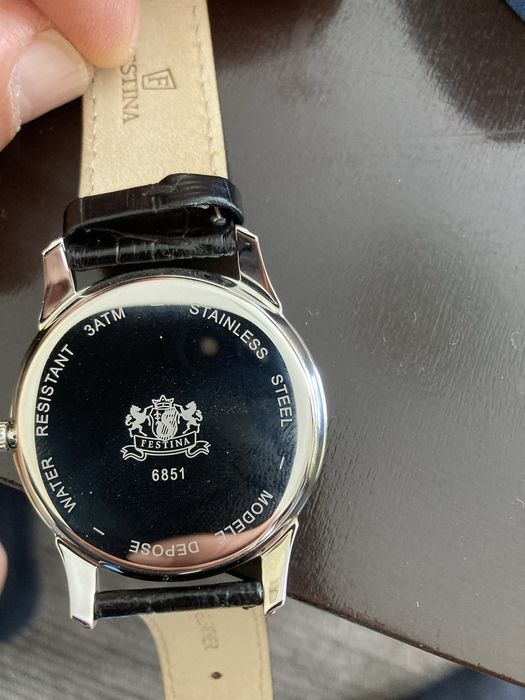 FESTINA
F
WATER RESISTANT 3ATM – STAINLESS STEEL – MODELE DEPOSE –
FESTINA
6851